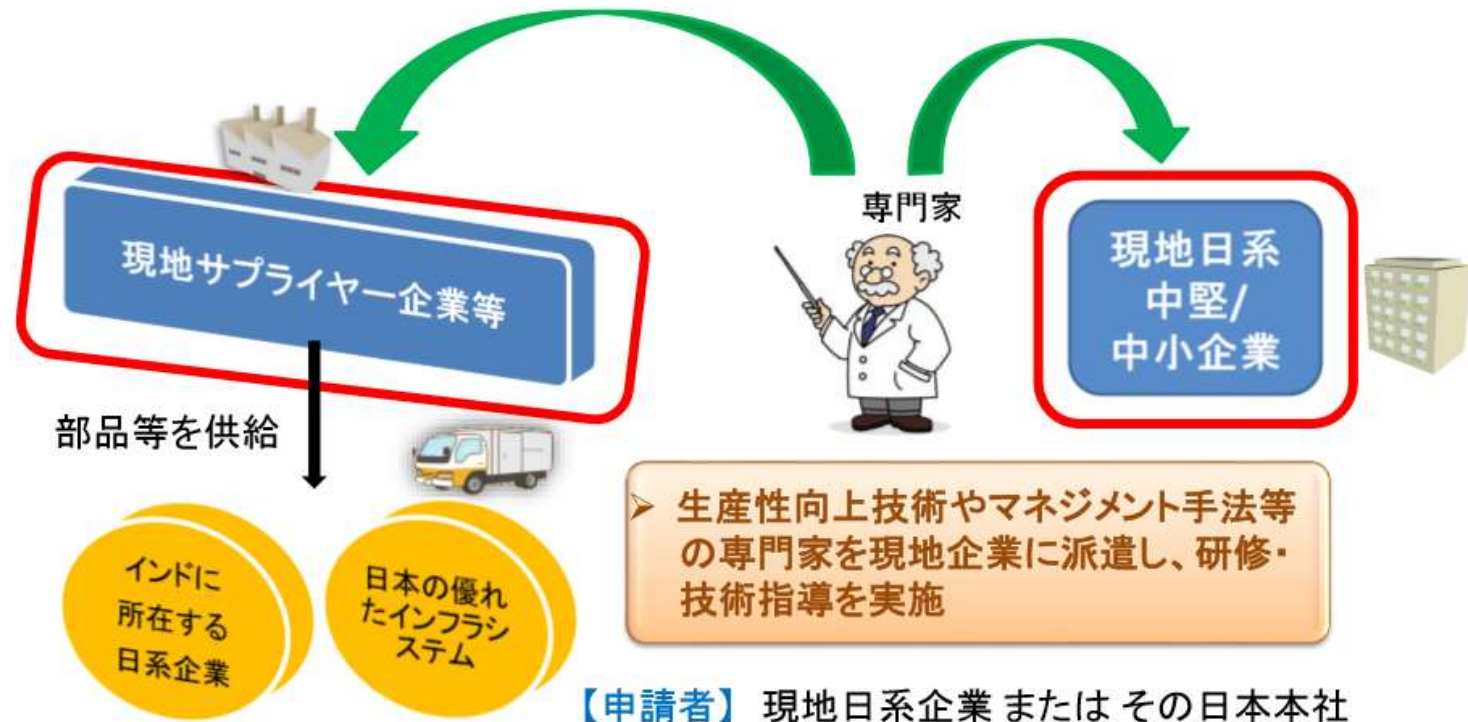 専門家
現地サプライヤー企業等
現地日系
中堅/
中小企業
部品等を供給
インドに
所在する
日系企業
日本の優れ
たインフラシ
ステム
➢ 生産性向上技術やマネジメント手法等
の専門家を現地企業に派遣し、研修・
技術指導を実施
【申請者】 現地日系企業 または その日本本社